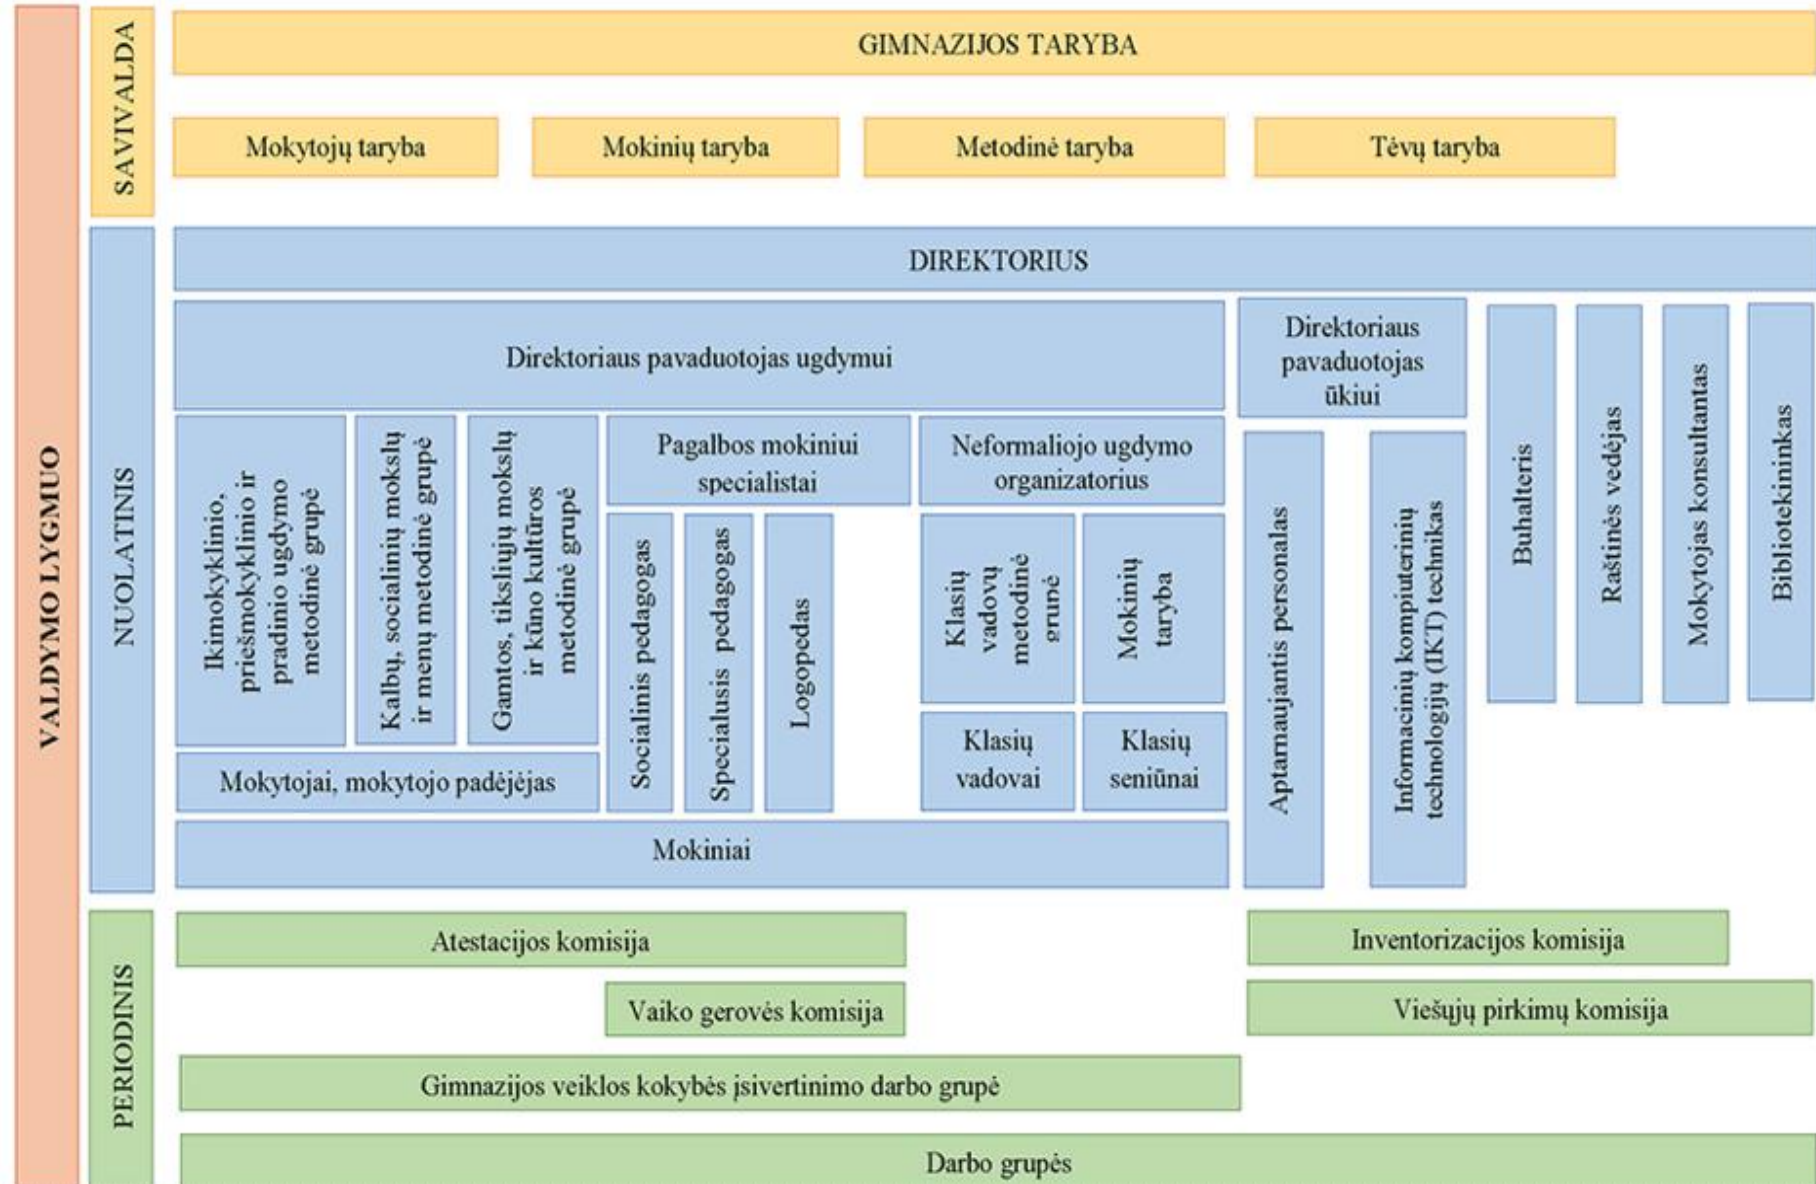 VALDYMO LYGMUO
SAVIVALDA
GIMNAZIJOS TARYBA
Mokytojų taryba
Mokinių taryba
Metodinė taryba
Tėvų taryba
NUOLATINIS
DIREKTORIUS
Direktoriaus pavaduotojas ugdymui
Direktoriaus
pavaduotojas
ūkiui
Buhalteris
Raštinės vedėjas
Mokytojas konsultantas
Bibliotekininkas
Ikimokyklinio,
priešmokyklinio ir
pradinio ugdymo
metodinė grupė
Kalbų, socialinių mokslų
ir menų metodinė grupė
Gamtos, tiksliųjų mokslų
ir kūno kultūros
metodinė grupė
Pagalbos mokiniui
specialistai
Neformaliojo ugdymo
organizatorius
Socialinis pedagogas
Specialusis pedagogas
Logopedas
Klasių
vadovų
metodinė
grupė
Mokinių
taryba
Aptarnaujantis personalas
Informacinių kompiuterinių
technologijų (IKT) technikas
Mokytojai, mokytojo padėjėjas
Klasių
vadovai
Klasių
seniūnai
Mokiniai
PERIODINIS
Atestacijos komisija
Inventorizacijos komisija
Vaiko gerovės komisija
Viešųjų pirkimų komisija
Gimnazijos veiklos kokybės įsivertinimo darbo grupė
Darbo grupės